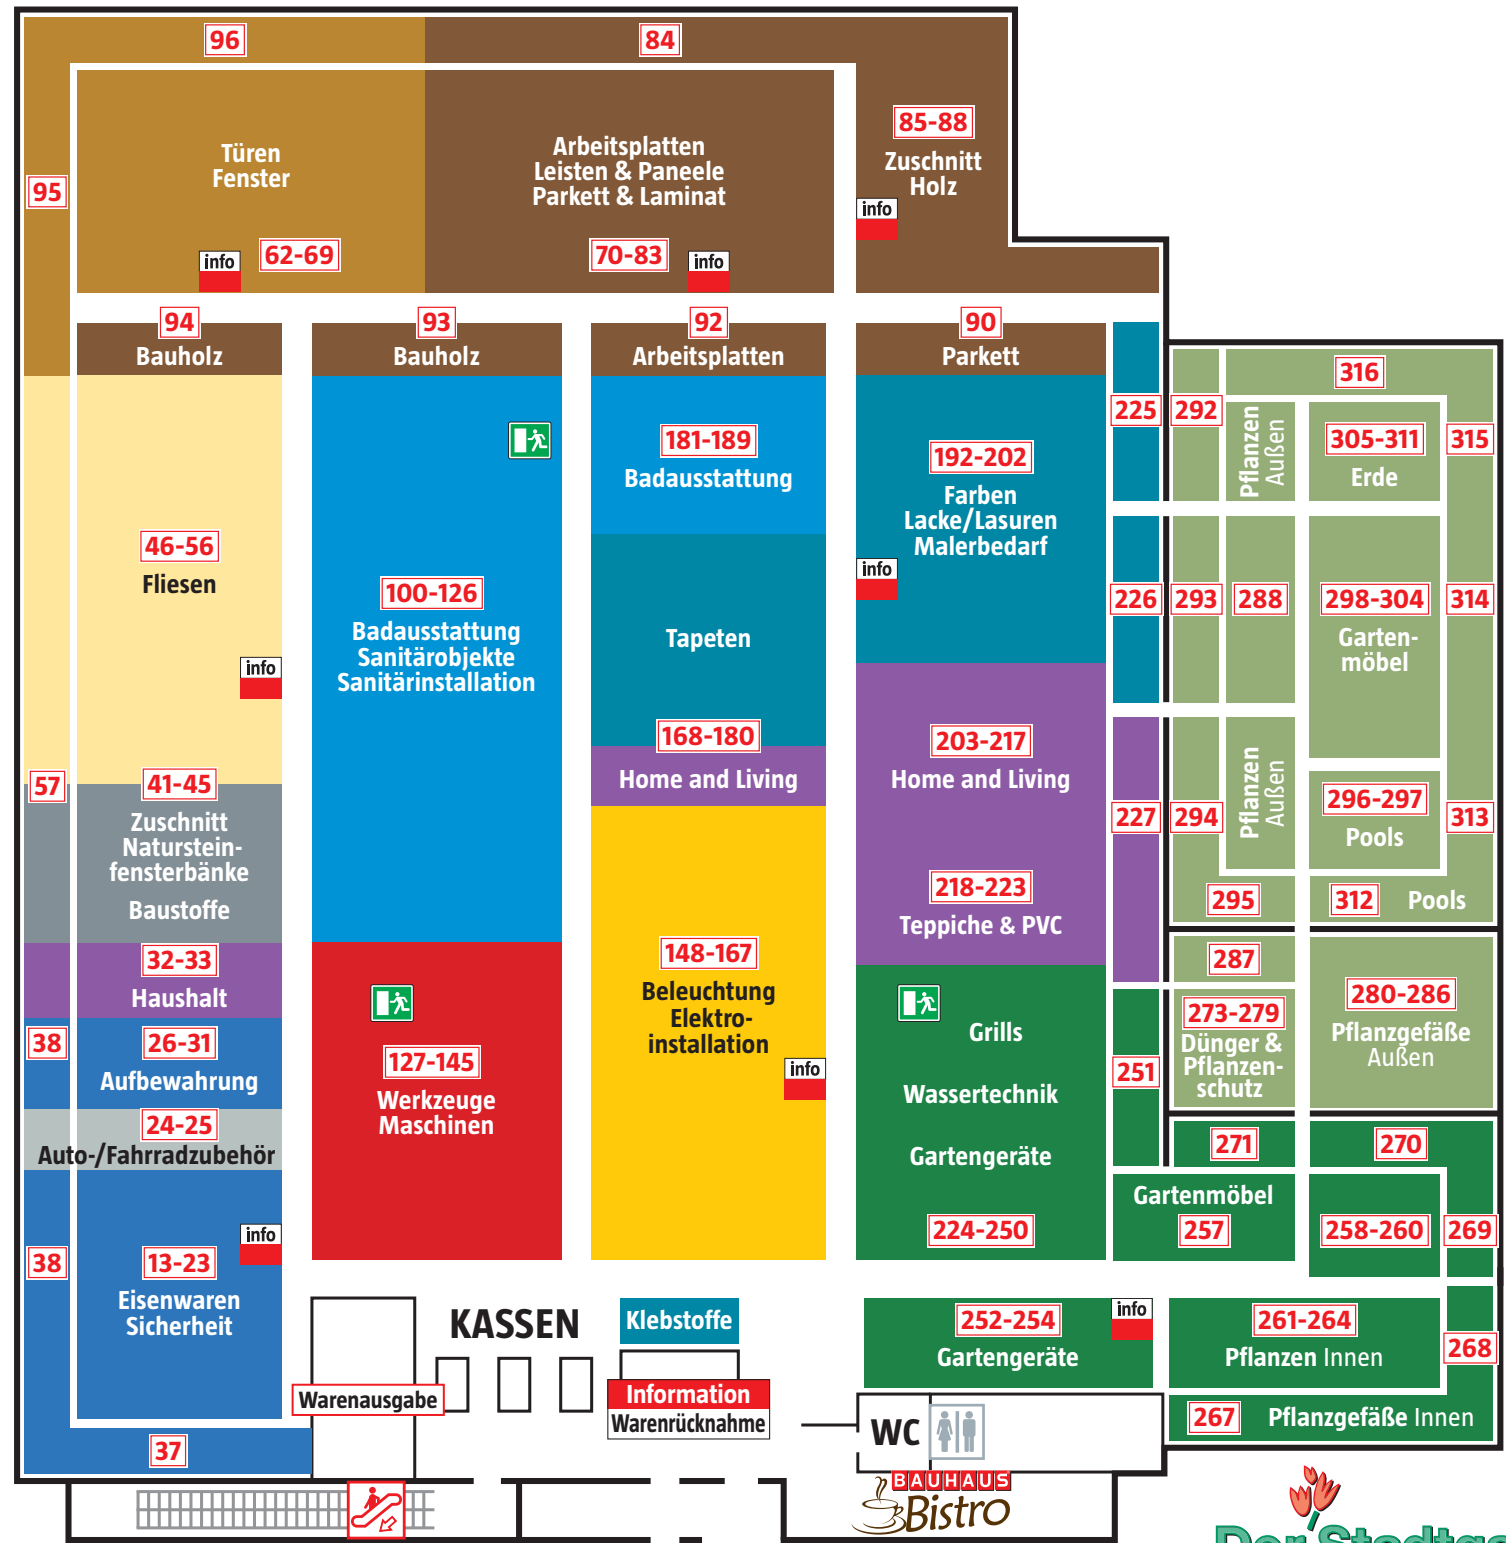 96
84
85-88
Zuschnitt
Holz
info
Türen
Fenster
Arbeitsplatten
Leisten & Paneele
Parkett & Laminat
95
info
62-69
70-83
info
94
Bauholz
93
Bauholz
92
Arbeitsplatten
90
Parkett
316
225
292
Pflanzen
Außen
305-311
Erde
315
181-189
Badausstattung
192-202
Farben
Lacke/Lasuren
Malerbedarf
info
46-56
Fliesen
info
100-126
Badausstattung
Sanitärobjekte
Sanitärinstallation
Tapeten
226
293
288
298-304
Garten-
möbel
314
168-180
Home and Living
203-217
Home and Living
57
41-45
Zuschnitt
Naturstein-
fensterbänke
Baustoffe
227
294
Pflanzen
Außen
296-297
Pools
313
218-223
Teppiche & PVC
295
312
Pools
32-33
Haushalt
148-167
Beleuchtung
Elektro-
installation
info
287
280-286
Pflanzgefäße
Außen
273-279
Dünger &
Pflanzen-
schutz
38
26-31
Aufbewahrung
127-145
Werkzeuge
Maschinen
Grills
Wassertechnik
Gartengeräte
224-250
251
24-25
Auto-/Fahrradzubehör
271
270
Gartenmöbel
257
258-260
269
38
info
13-23
Eisenwaren
Sicherheit
KASSEN
Klebstoffe
252-254
Gartengeräte
info
261-264
Pflanzen Innen
268
Warenausgabe
Information
Warenrücknahme
WC
267
Pflanzgefäße Innen
37
BAUHAUS
Bistro